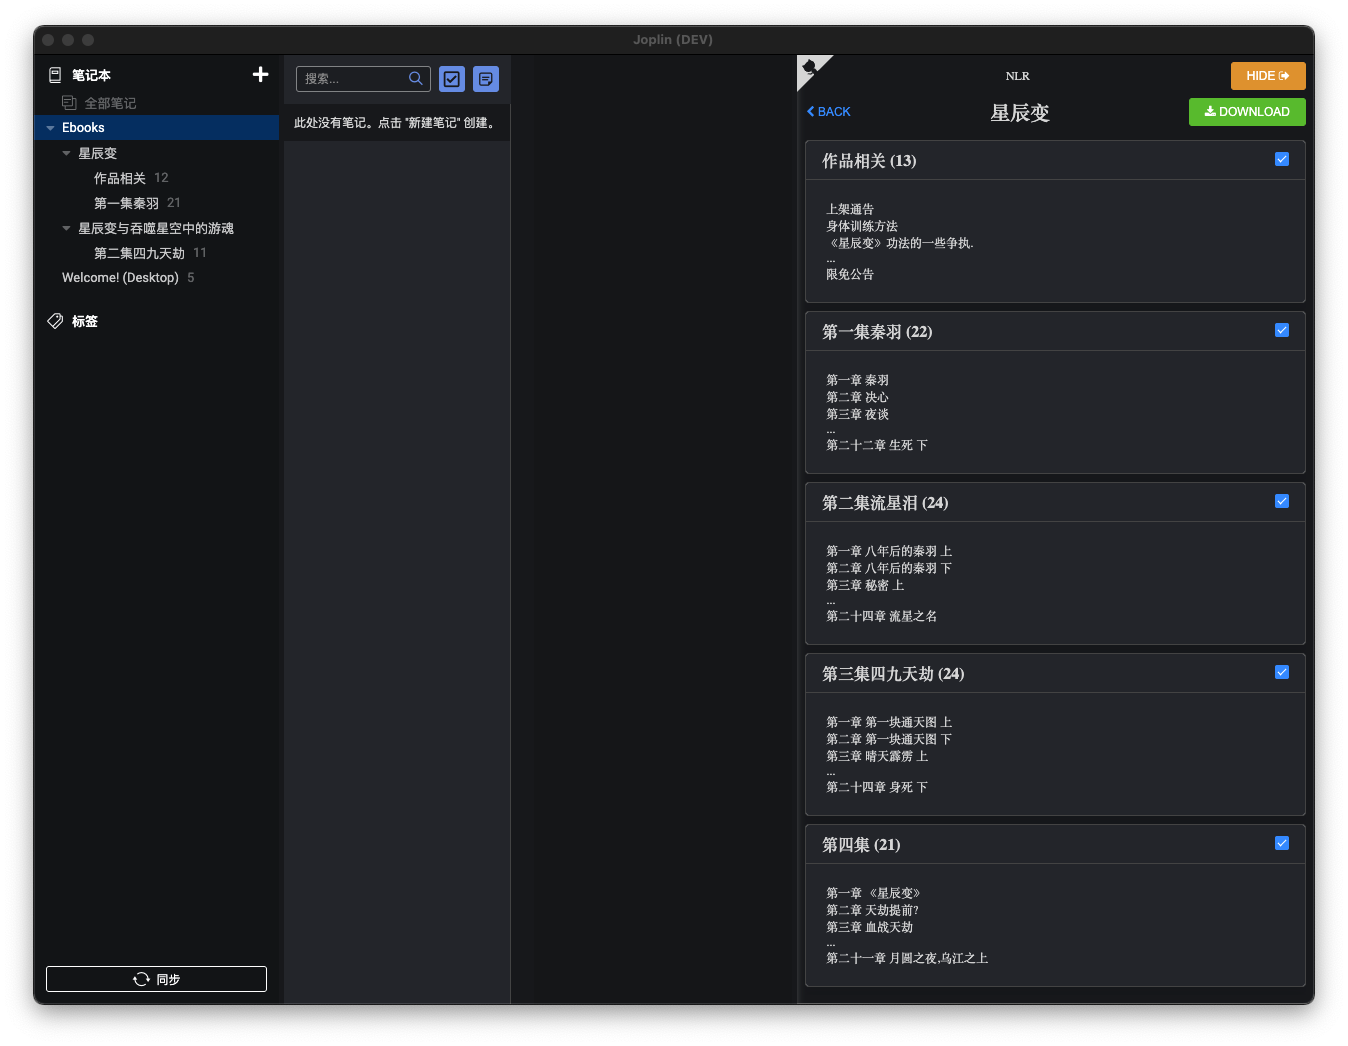 Joplin (DEV)
笔记本
全部笔记
Ebooks
星辰变
作品相关 12
第一集秦羽 21
星辰变与吞噬星空中的游魂
第二集四九天劫 11
Welcome! (Desktop) 5
标签
同步
搜索...
此处没有笔记。点击 "新建笔记" 创建。
NLR
HIDE
BACK
星辰变
DOWNLOAD
作品相关 (13)
上架通告
身体训练方法
《星辰变》功法的一些争执.
...
限免公告
第一集秦羽 (22)
第一章 秦羽
第二章 决心
第三章 夜谈
...
第二十二章 生死 下
第二集流星泪 (24)
第一章 八年后的秦羽 上
第二章 八年后的秦羽 下
第三章 秘密 上
...
第二十四章 流星之名
第三集四九天劫 (24)
第一章 第一块通天图 上
第二章 第一块通天图 下
第三章 晴天霹雳 上
...
第二十四章 身死 下
第四集 (21)
第一章 《星辰变》
第二章 天劫提前?
第三章 血战天劫
...
第二十一章 月圆之夜,乌江之上